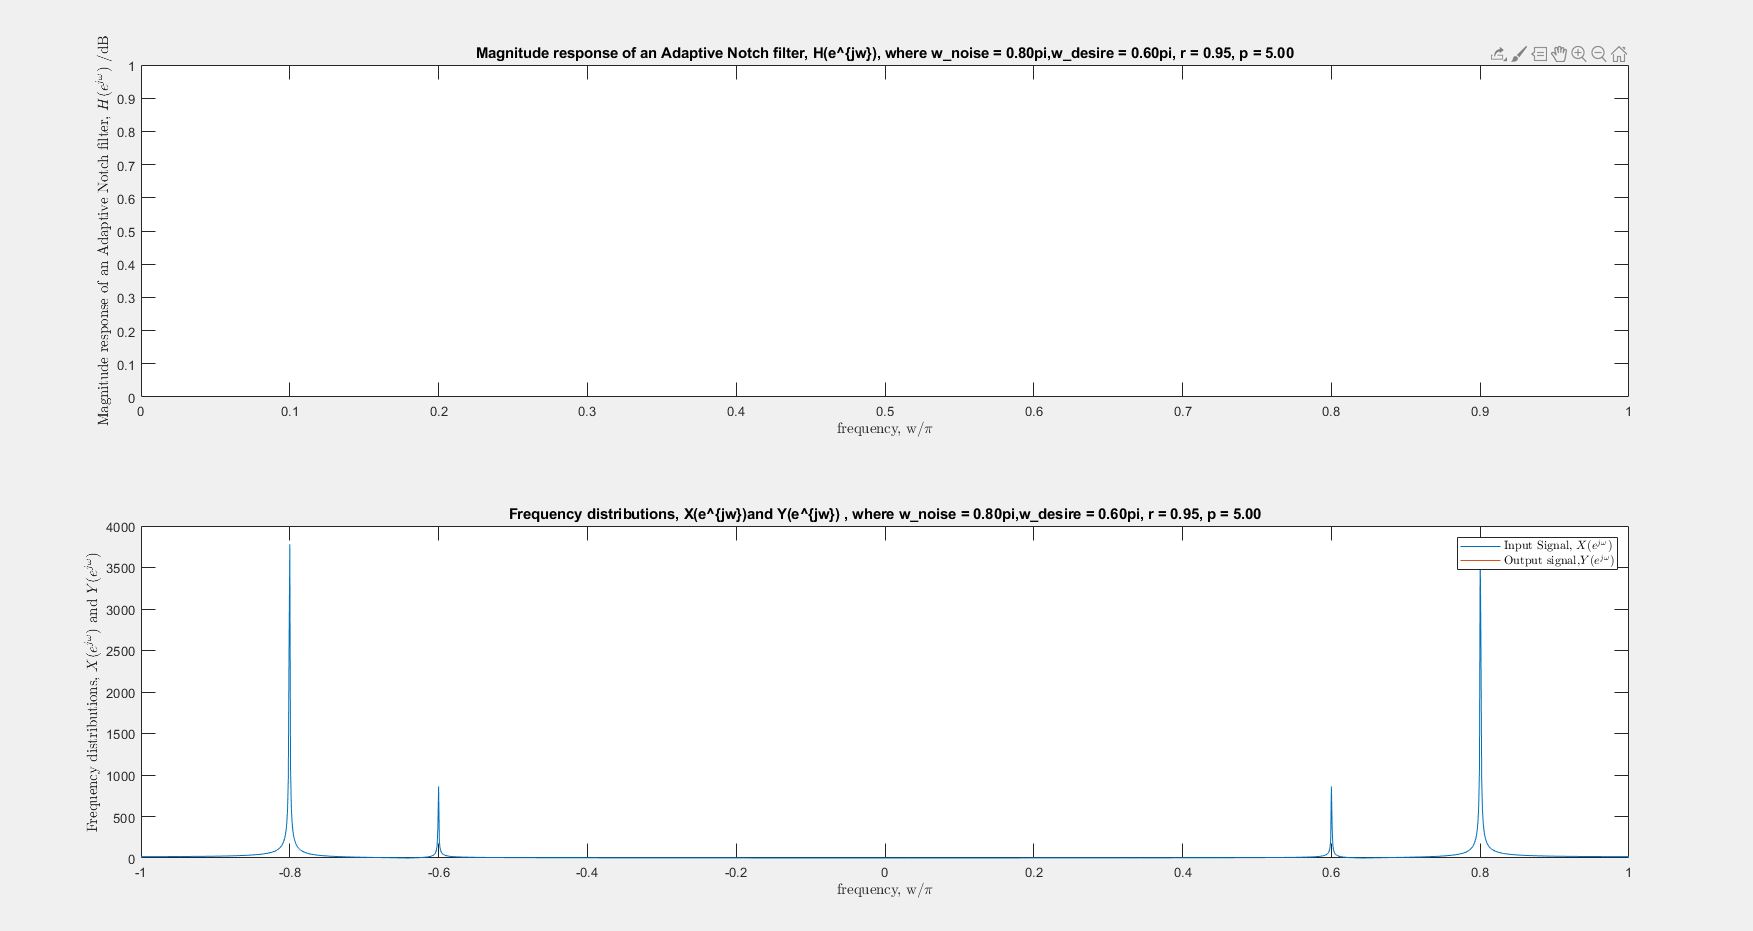 Magnitude response of an Adaptive Notch filter, H(e^{jw}), where w_noise = 0.80pi,w_desire = 0.60pi, r = 0.95, p = 5.00
Magnitude response of an Adaptive Notch filter, H(e^{jω}) /dB
1
0.9
0.8
0.7
0.6
0.5
0.4
0.3
0.2
0.1
0
0 0.1 0.2 0.3 0.4 0.5 0.6 0.7 0.8 0.9 1
frequency, w/π
Frequency distributions, X(e^{jw})and Y(e^{jw}) , where w_noise = 0.80pi,w_desire = 0.60pi, r = 0.95, p = 5.00
Frequency distributions, X(e^{jω}) and Y(e^{jω})
4000
3500
3000
2500
2000
1500
1000
500
0
Input Signal, X(e^{jω})
Output signal,Y(e^{jω})
-1 -0.8 -0.6 -0.4 -0.2 0 0.2 0.4 0.6 0.8 1
frequency, w/π